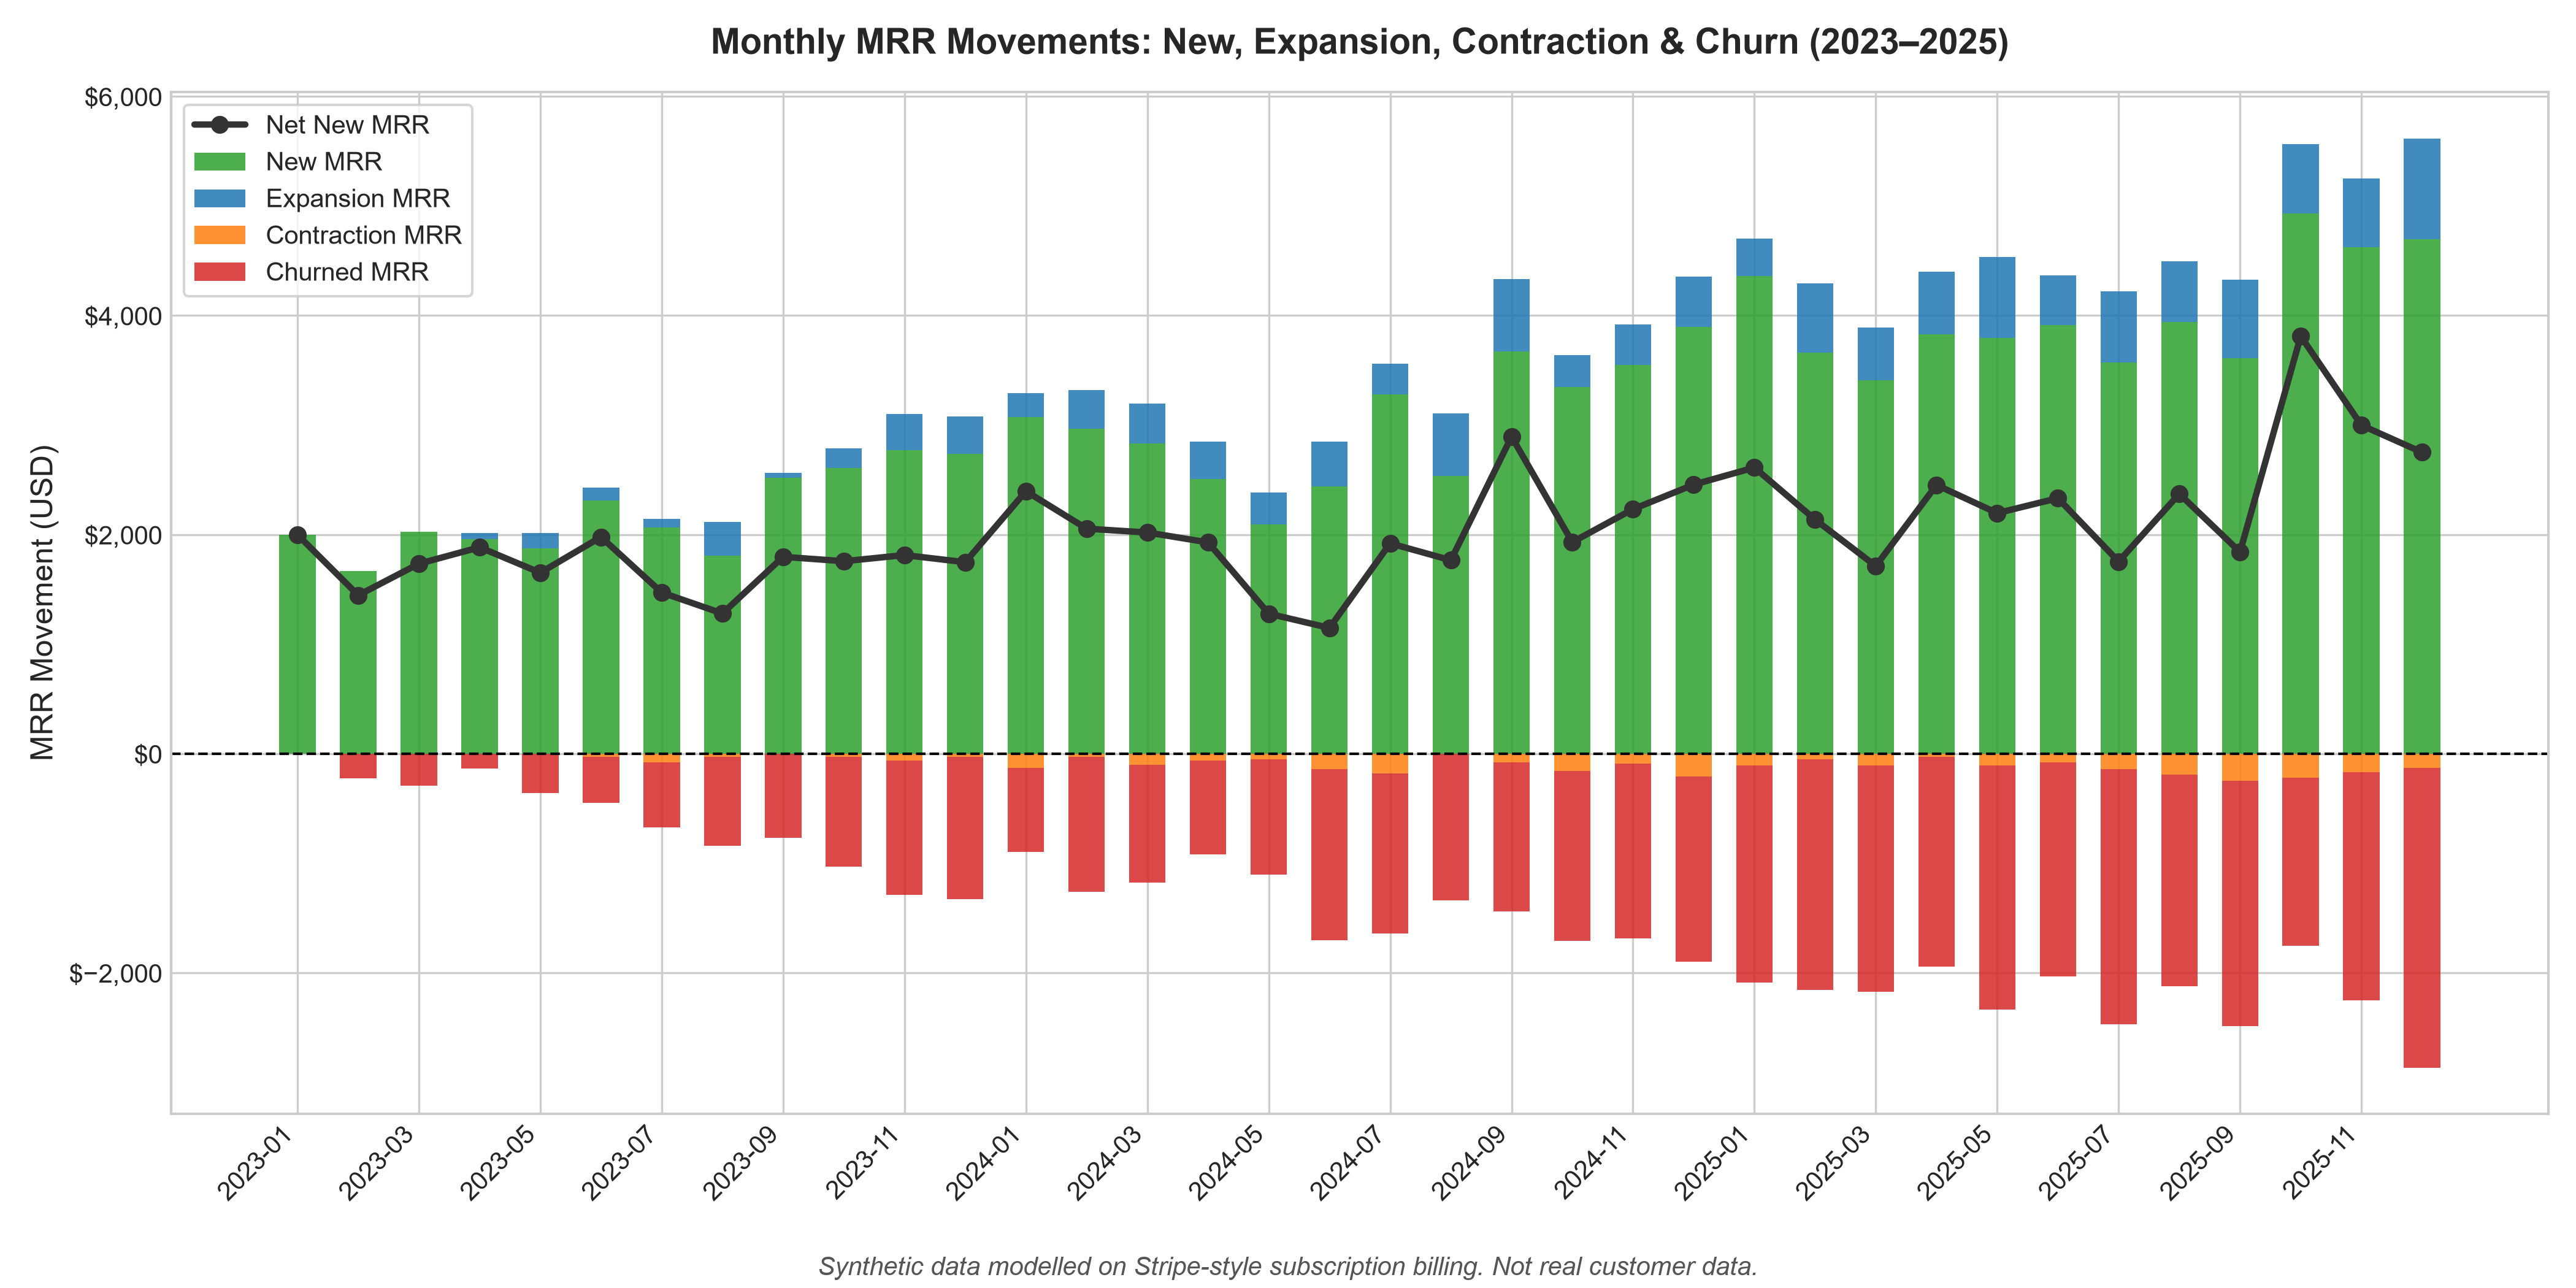 Monthly MRR Movements: New, Expansion, Contraction & Churn (2023–2025)
$6,000
$4,000
$2,000
$0
$−2,000
MRR Movement (USD)
Net New MRR
New MRR
Expansion MRR
Contraction MRR
Churned MRR
2023-01
2023-03
2023-05
2023-07
2023-09
2023-11
2024-01
2024-03
2024-05
2024-07
2024-09
2024-11
2025-01
2025-03
2025-05
2025-07
2025-09
2025-11
Synthetic data modelled on Stripe-style subscription billing. Not real customer data.